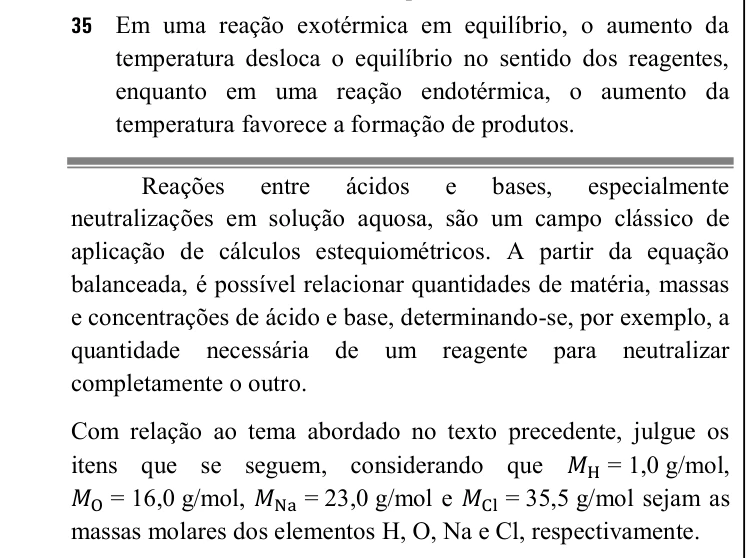 35 Em uma reação exotérmica em equilíbrio, o aumento da
temperatura desloca o equilíbrio no sentido dos reagentes,
enquanto em uma reação endotérmica, o aumento da
temperatura favorece a formação de produtos.
Reações entre ácidos e bases, especialmente
neutralizações em solução aquosa, são um campo clássico de
aplicação de cálculos estequiométricos. A partir da equação
balanceada, é possível relacionar quantidades de matéria, massas
e concentrações de ácido e base, determinando-se, por exemplo, a
quantidade necessária de um reagente para neutralizar
completamente o outro.
Com relação ao tema abordado no texto precedente, julgue os
itens que se seguem, considerando que M_H = 1,0 g/mol,
M_O = 16,0 g/mol, M_Na = 23,0 g/mol e M_Cl = 35,5 g/mol sejam as
massas molares dos elementos H, O, Na e Cl, respectivamente.